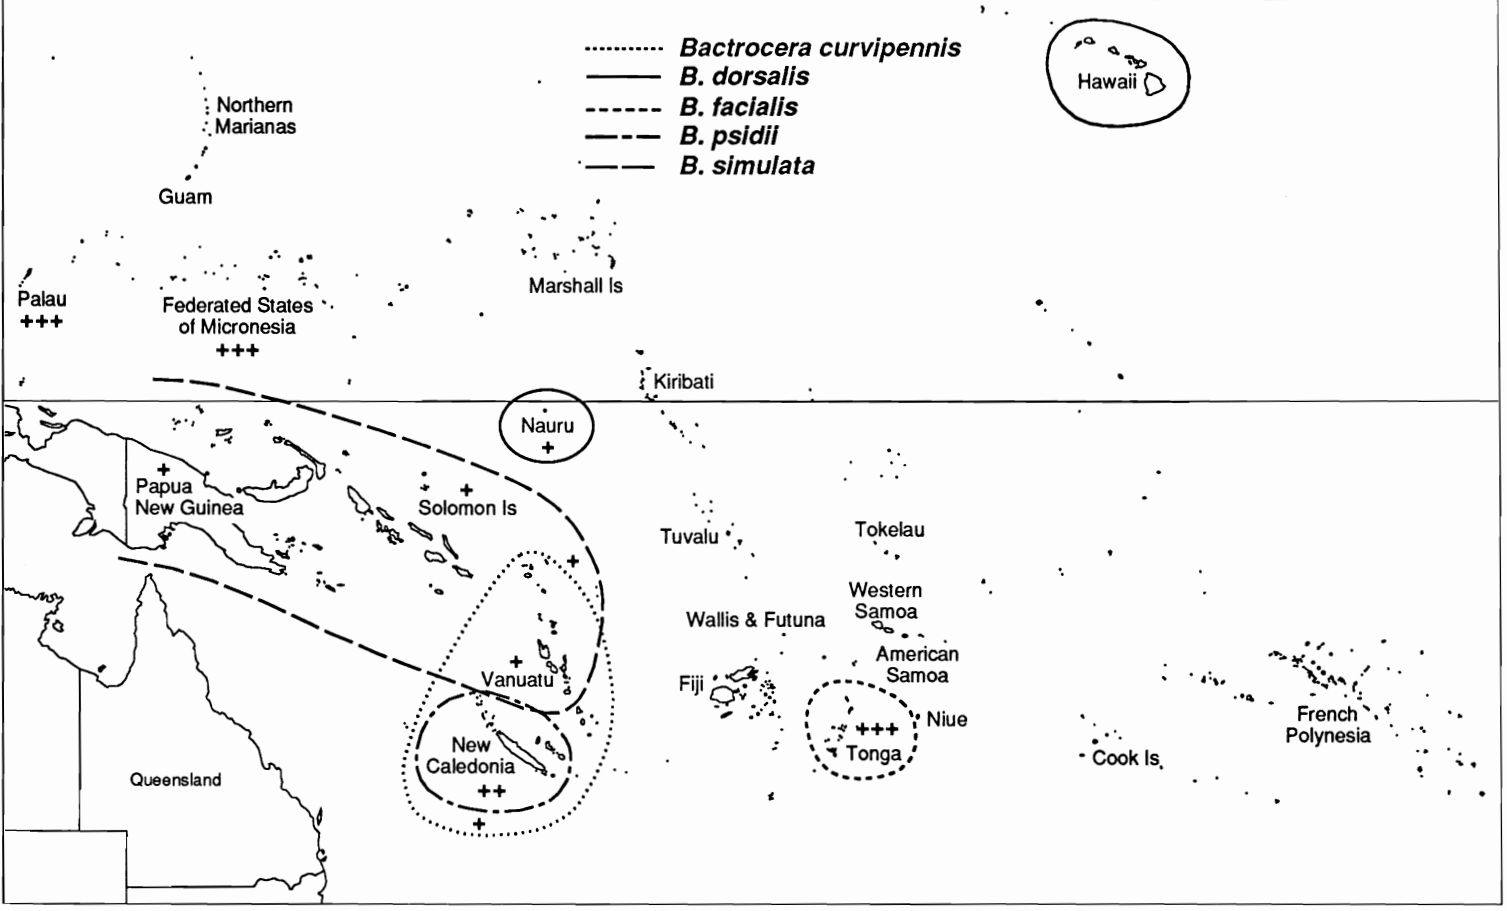 Bactrocera curvipennis
B. dorsalis
B. facialis
B. psidii
B. simulata
Hawaii
Northern
Marianas
Guam
Palau
+++
Federated States
of Micronesia
+++
Marshall Is
Kiribati
Nauru
+
+
Papua
New Guinea
+
Solomon Is
+
Tuvalu
Tokelau
Western
Samoa
Wallis & Futuna
American
Samoa
+
Vanuatu
Fiji
Niue
+++
Tonga
French
Polynesia
New
Caledonia
++
+
Cook Is
Queensland